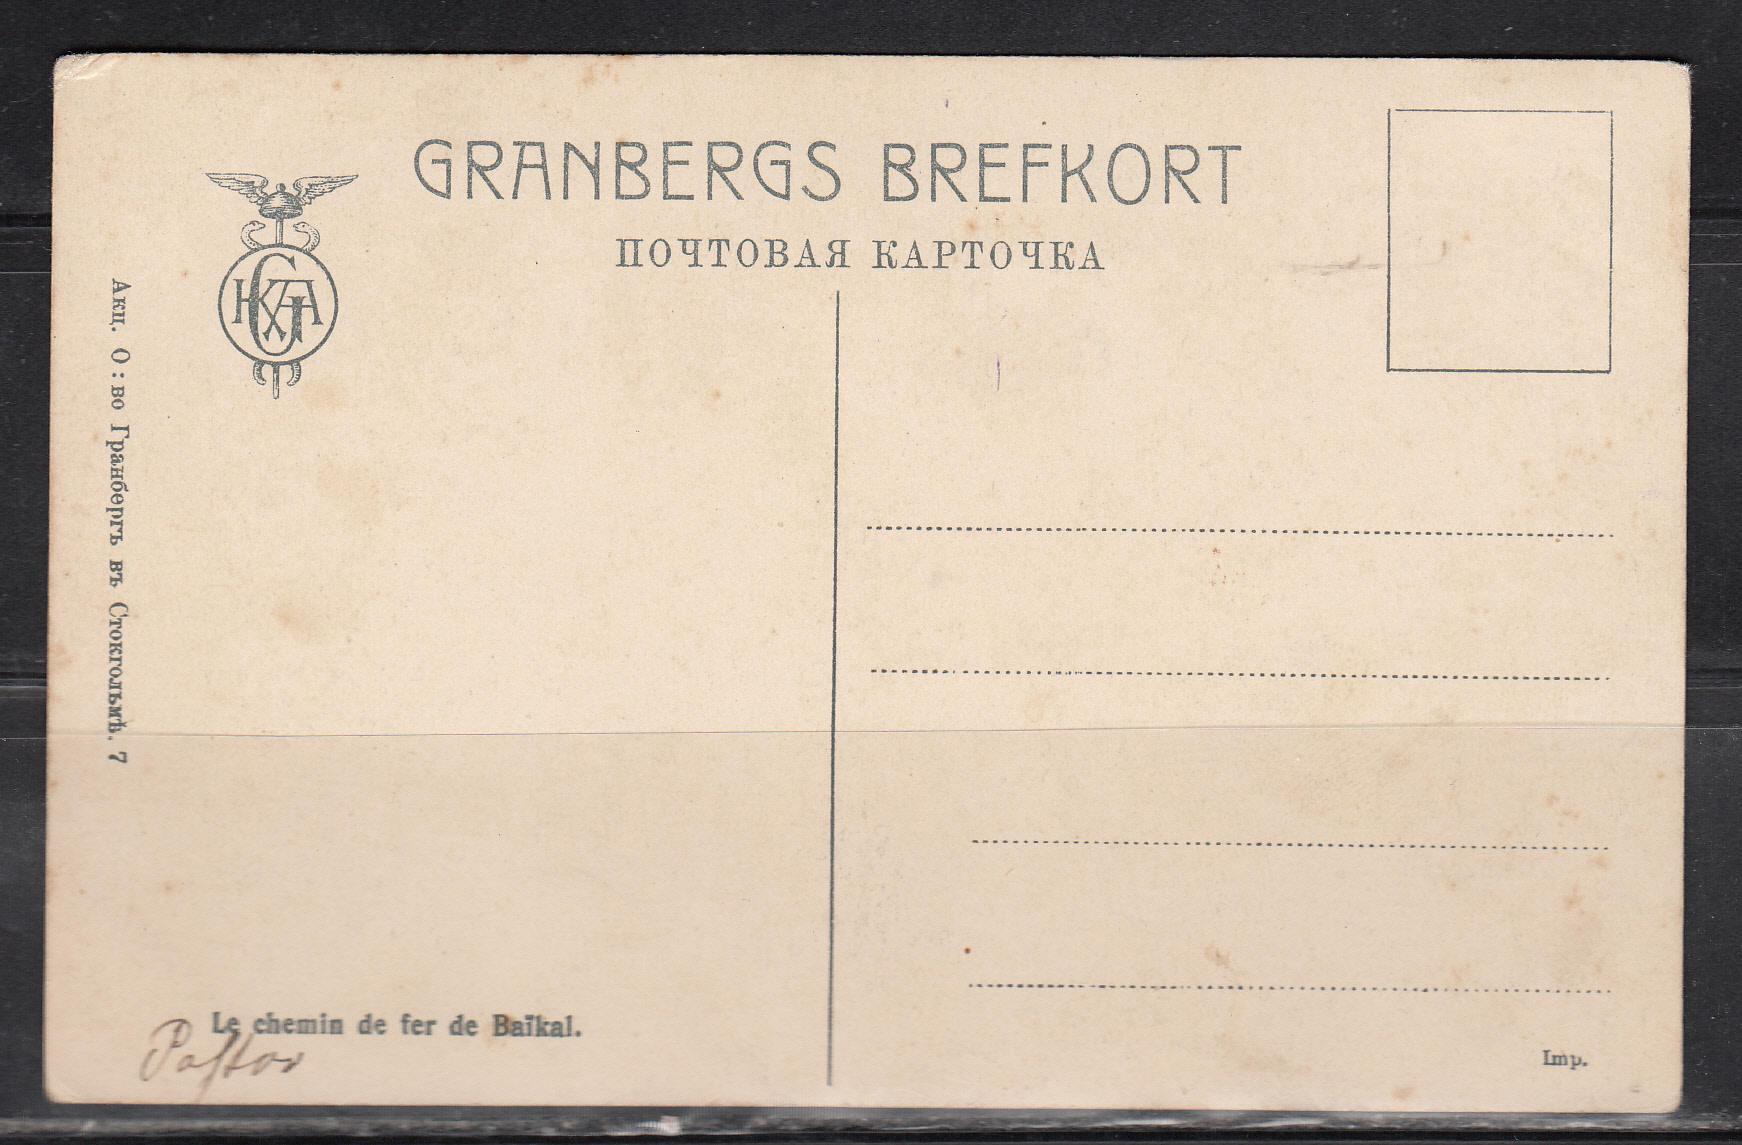 GRANBERGS BREFKORT
ПОЧТОВАЯ КАРТОЧКА
Акц. О: во Гранбергъ въ Стокгольмѣ. 7
Le chemin de fer de Baïkal.
Imp.